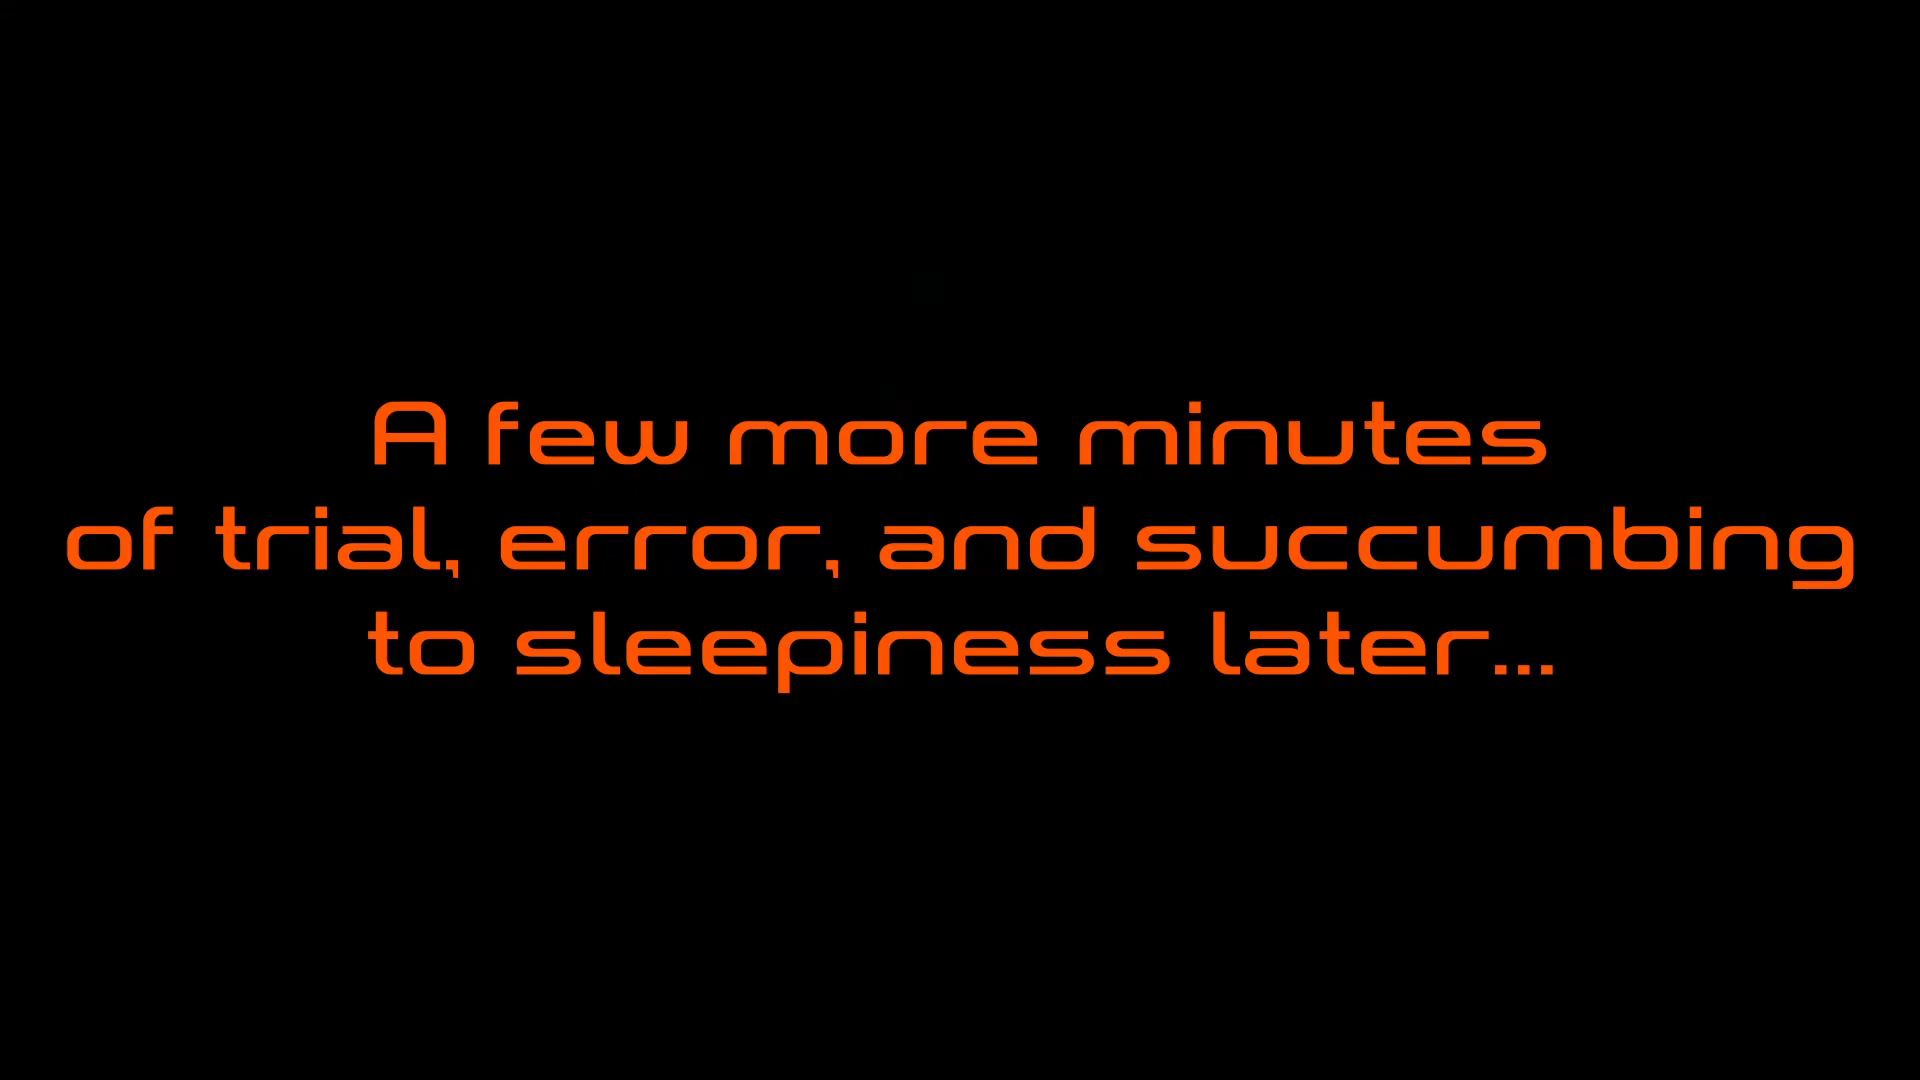 A few more minutes
of trial, error, and succumbing
to sleepiness later...